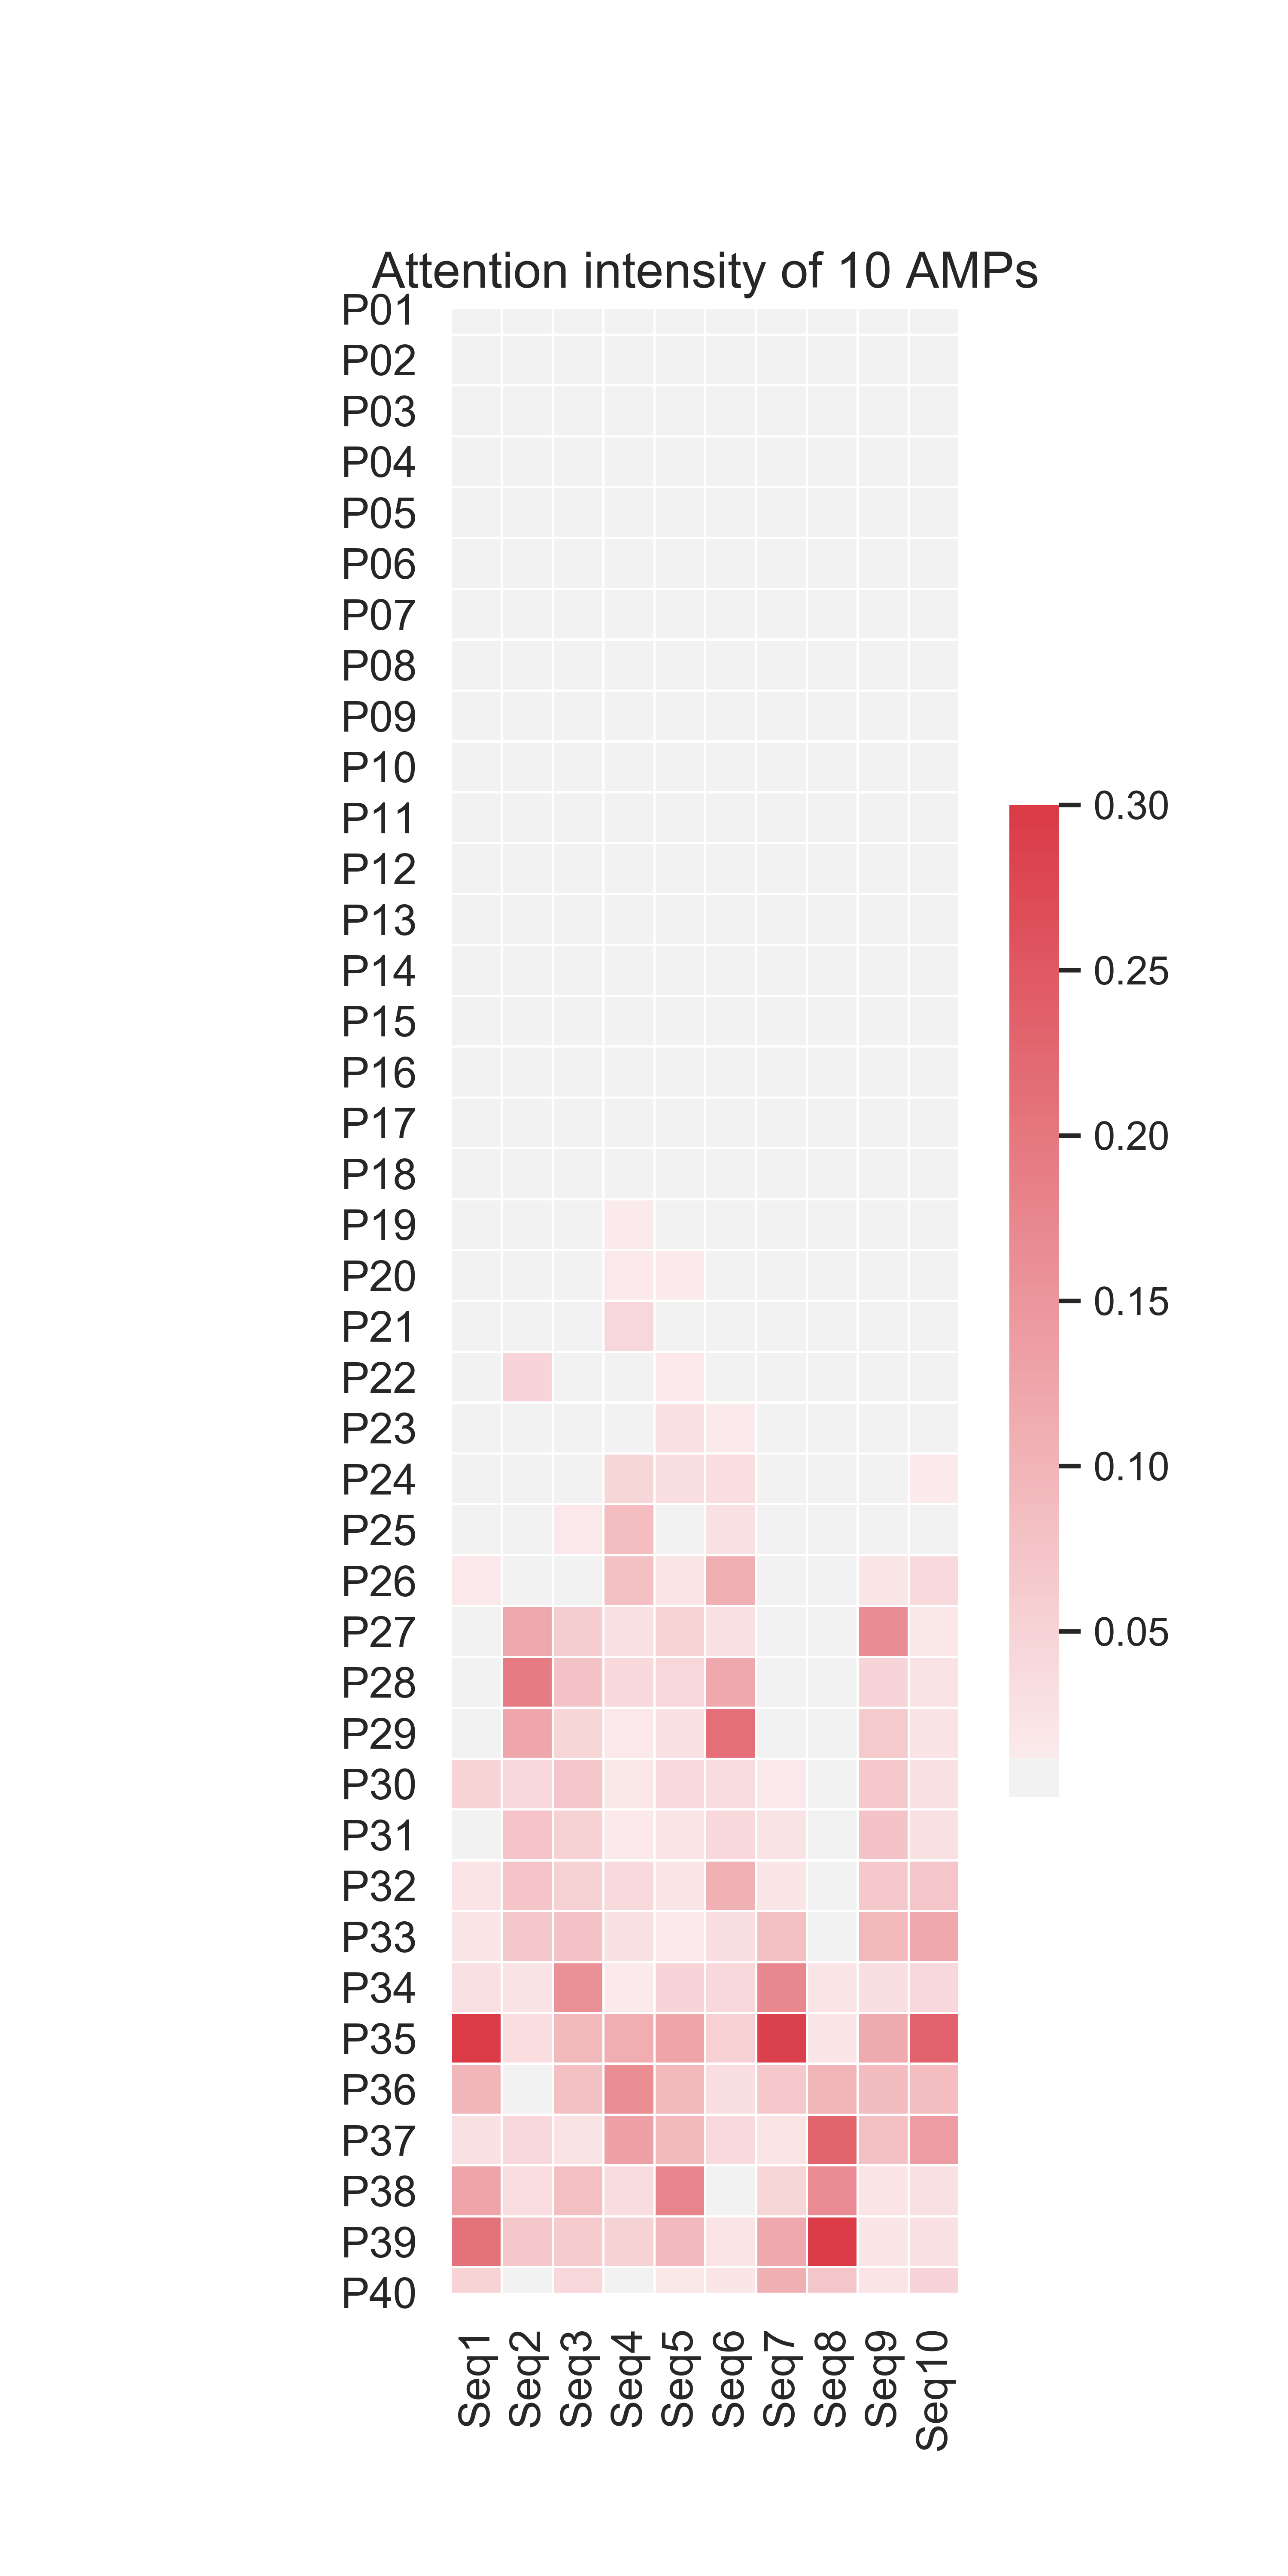 Attention intensity of 10 AMPs
P01
P02
P03
P04
P05
P06
P07
P08
P09
P10
P11
P12
P13
P14
P15
P16
P17
P18
P19
P20
P21
P22
P23
P24
P25
P26
P27
P28
P29
P30
P31
P32
P33
P34
P35
P36
P37
P38
P39
P40
Seq1
Seq2
Seq3
Seq4
Seq5
Seq6
Seq7
Seq8
Seq9
Seq10
0.30
0.25
0.20
0.15
0.10
0.05